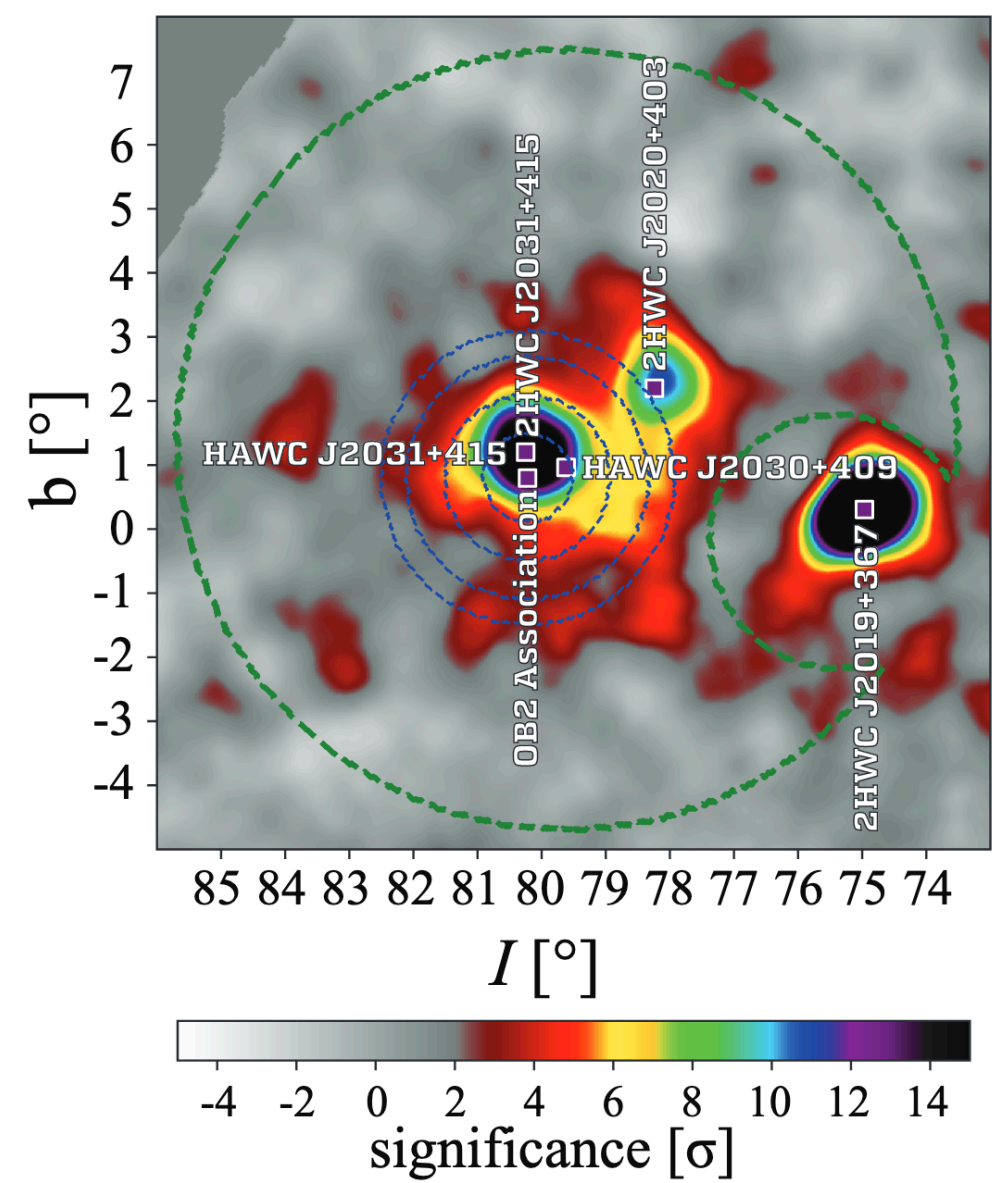 7
6
5
4
3
2
1
0
-1
-2
-3
-4
b [°]
2HWC J2031+415
2HWC J2020+403
HAWC J2031+415
HAWC J2030+409
OB2 Association
2HWC J2019+367
85 84 83 82 81 80 79 78 77 76 75 74
l [°]
-4 -2 0 2 4 6 8 10 12 14
significance [σ]